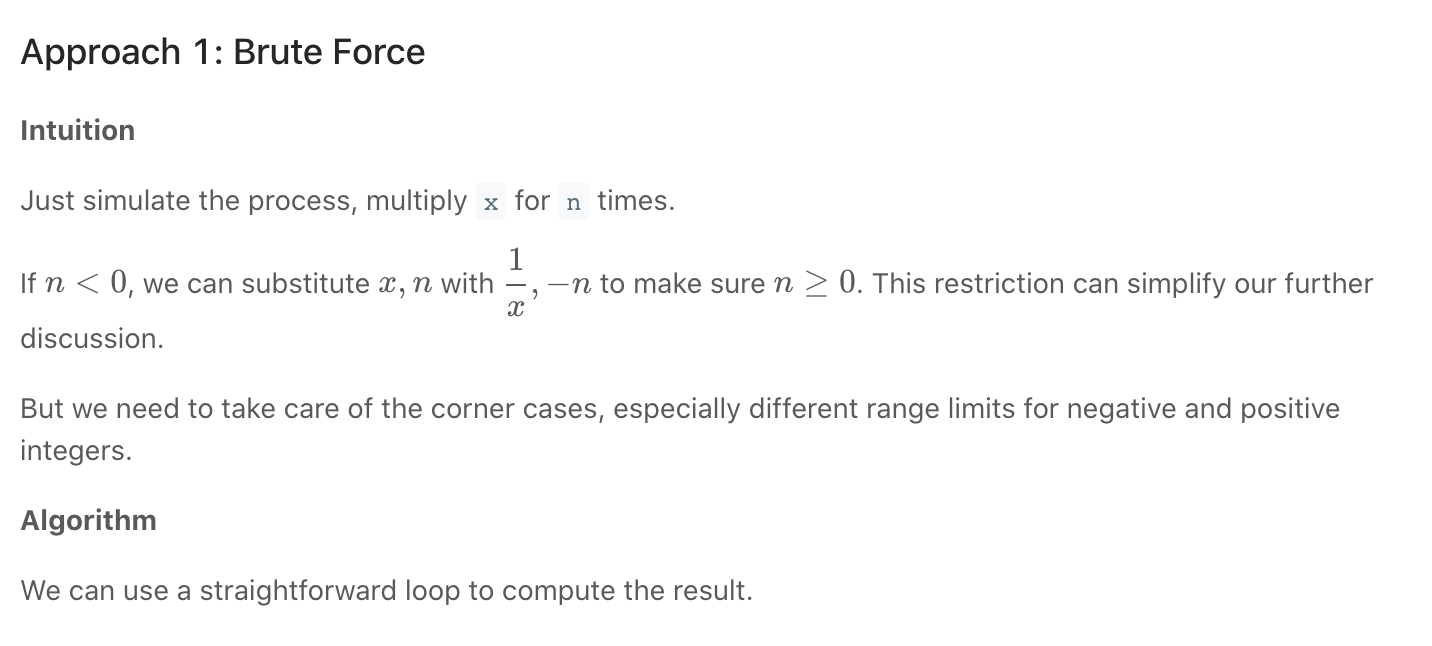 Approach 1: Brute Force
Intuition
Just simulate the process, multiply x for n times.
If n < 0, we can substitute x, n with 1/x, −n to make sure n ≥ 0. This restriction can simplify our further
discussion.
But we need to take care of the corner cases, especially different range limits for negative and positive
integers.
Algorithm
We can use a straightforward loop to compute the result.